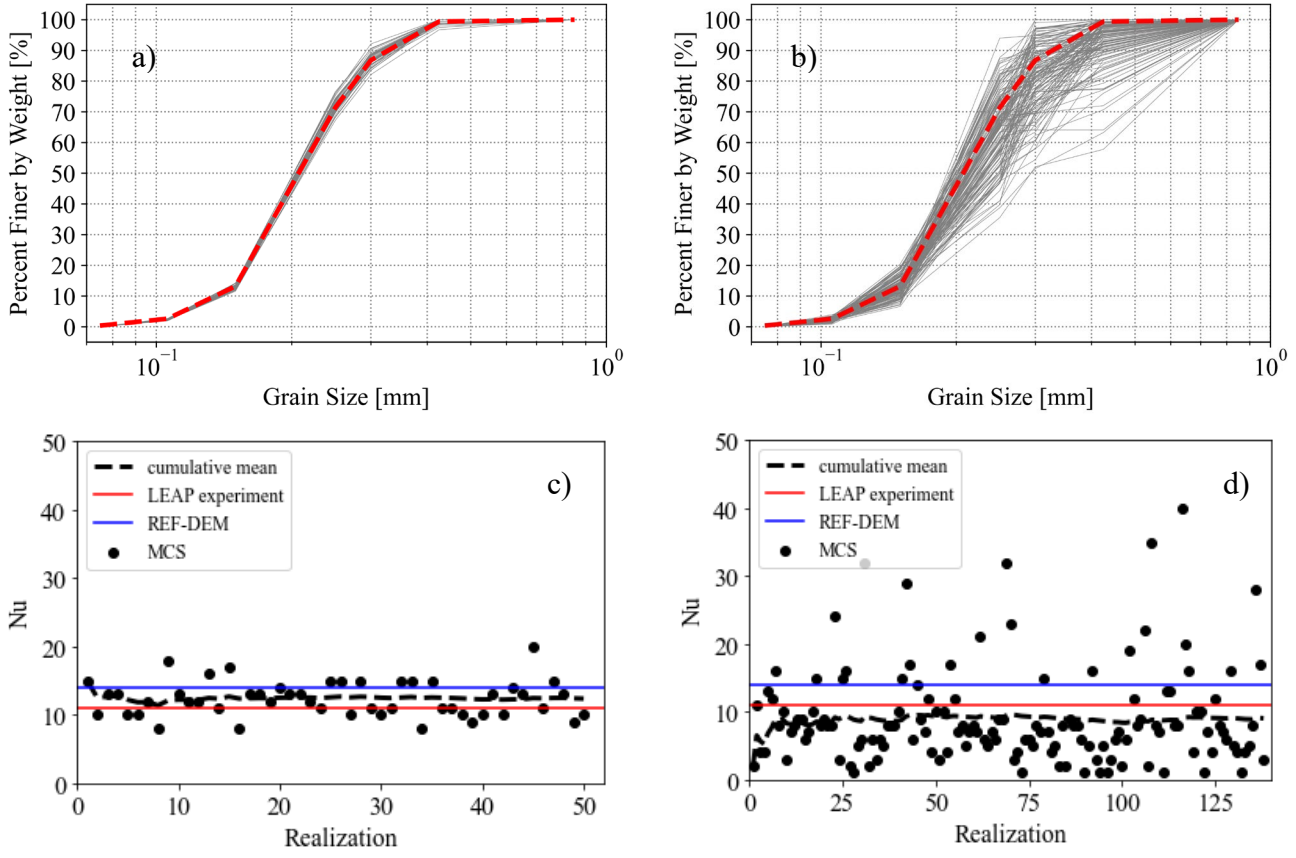 a)
Percent Finer by Weight [%]
100
90
80
70
60
50
40
30
20
10
0
10⁻¹
10⁰
Grain Size [mm]
b)
Percent Finer by Weight [%]
100
90
80
70
60
50
40
30
20
10
0
10⁻¹
10⁰
Grain Size [mm]
c)
cumulative mean
LEAP experiment
REF-DEM
MCS
Nu
50
40
30
20
10
0
0 10 20 30 40 50
Realization
d)
cumulative mean
LEAP experiment
REF-DEM
MCS
Nu
50
40
30
20
10
0
0 25 50 75 100 125
Realization